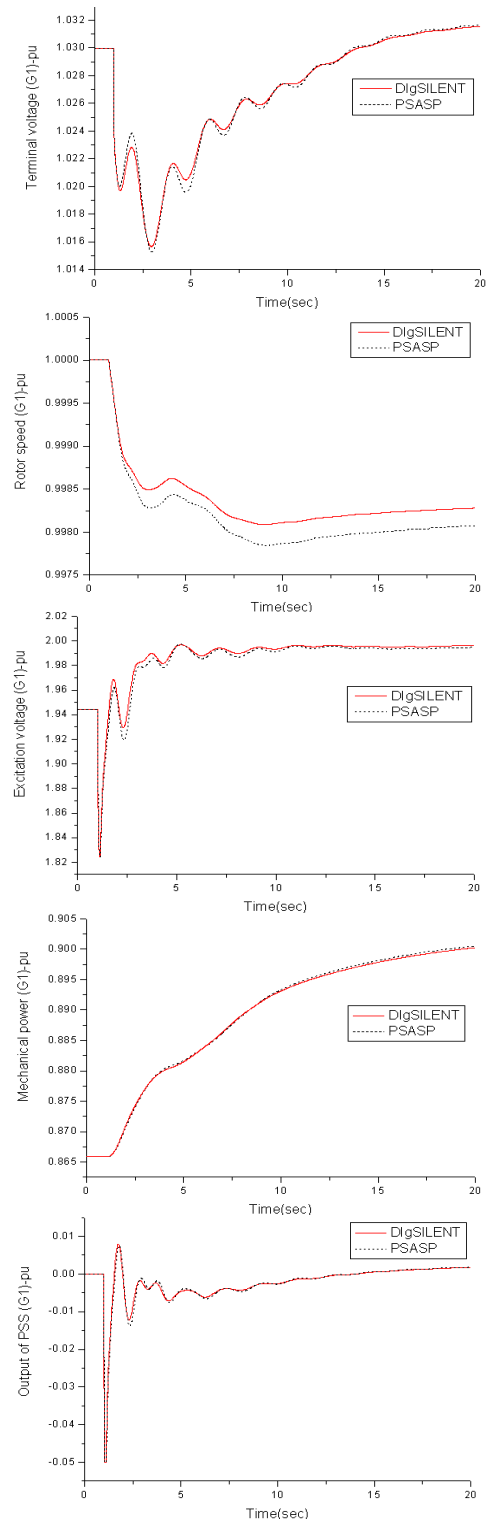 Terminal voltage (G1)-pu
1.032
1.030
1.028
1.026
1.024
1.022
1.020
1.018
1.016
1.014
DIgSILENT
PSASP
0 5 10 15 20
Time(sec)
Rotor speed (G1)-pu
1.0005
1.0000
0.9995
0.9990
0.9985
0.9980
0.9975
DIgSILENT
PSASP
0 5 10 15 20
Time(sec)
Excitation voltage (G1)-pu
2.02
2.00
1.98
1.96
1.94
1.92
1.90
1.88
1.86
1.84
1.82
DIgSILENT
PSASP
0 5 10 15 20
Time(sec)
Mechanical power (G1)-pu
0.905
0.900
0.895
0.890
0.885
0.880
0.875
0.870
0.865
DIgSILENT
PSASP
0 5 10 15 20
Time(sec)
Output of PSS (G1)-pu
0.01
0.00
-0.01
-0.02
-0.03
-0.04
-0.05
DIgSILENT
PSASP
0 5 10 15 20
Time(sec)